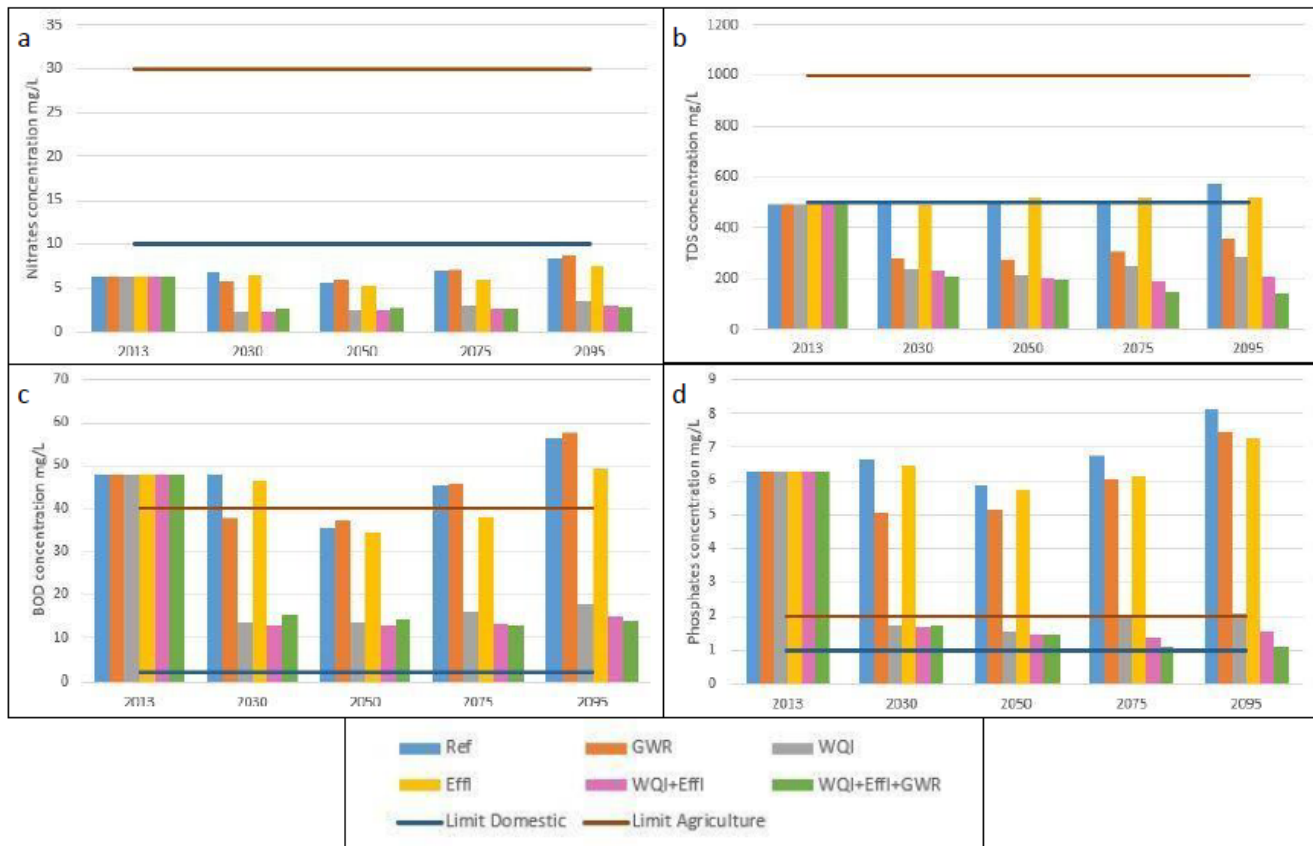 a
Nitrates concentration mg/L
35
30
25
20
15
10
5
0
2013 2030 2050 2075 2095
b
TDS concentration mg/L
1200
1000
800
600
400
200
0
2013 2030 2050 2075 2095
c
BOD concentration mg/L
70
60
50
40
30
20
10
0
2013 2030 2050 2075 2095
d
Phosphates concentration mg/L
9
8
7
6
5
4
3
2
1
0
2013 2030 2050 2075 2095
Ref GWR WQI
EffI WQI+EffI WQI+EffI+GWR
Limit Domestic Limit Agriculture